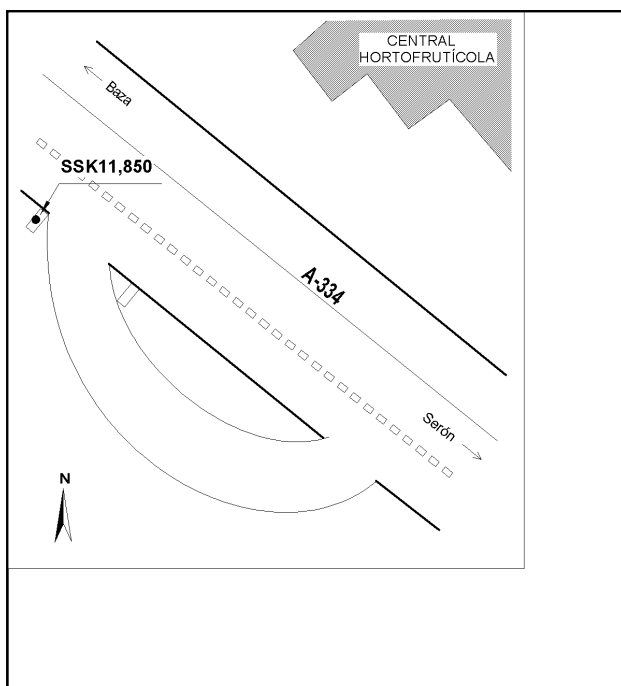 CENTRAL
HORTOFRUTÍCOLA
Baza
SSK11,850
A-334
Serón
N